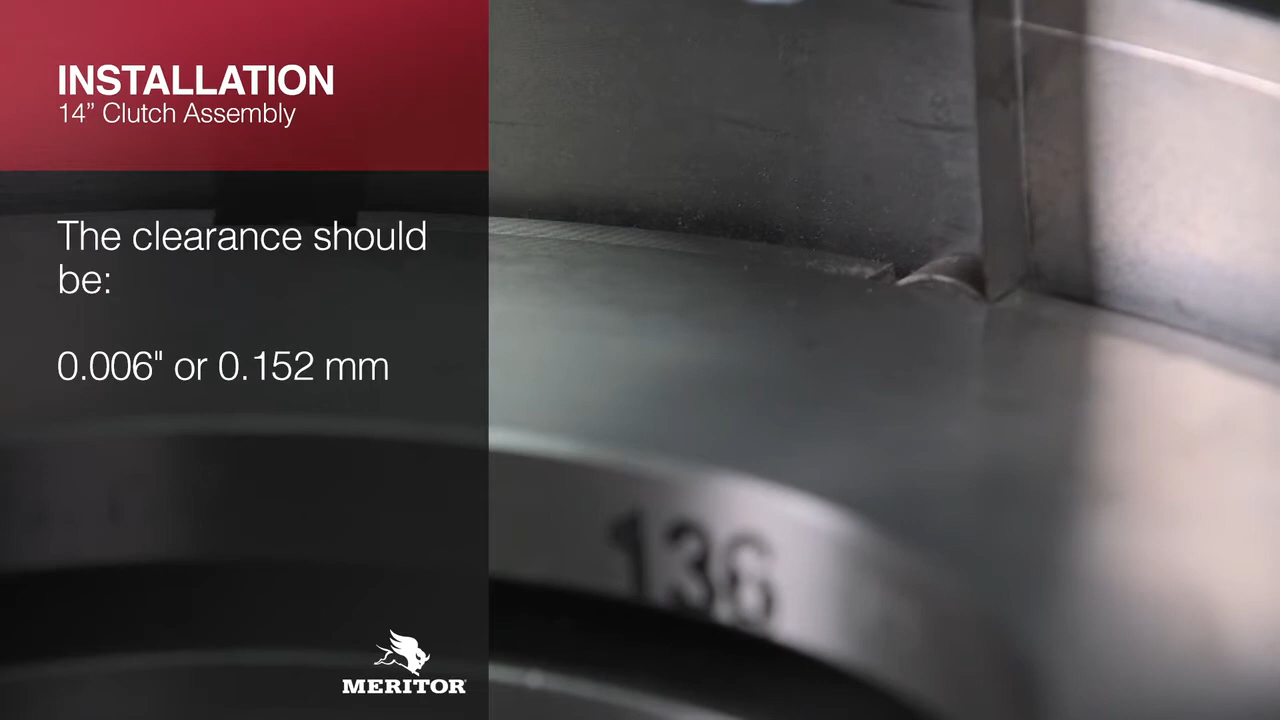 INSTALLATION
14” Clutch Assembly
The clearance should
be:
0.006" or 0.152 mm
136
MERITOR